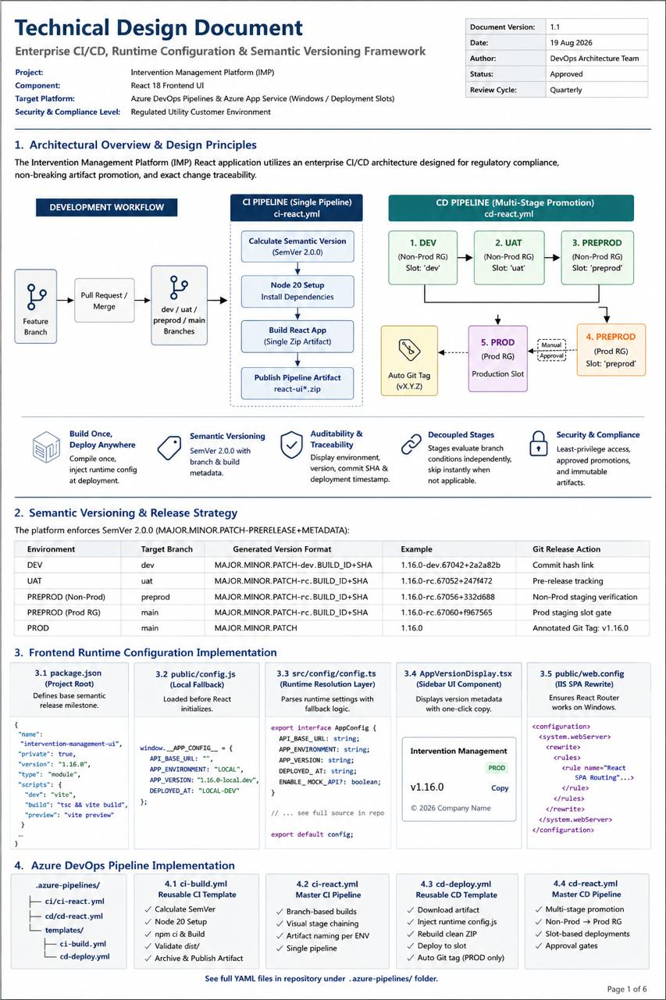 Technical Design Document
Enterprise CI/CD, Runtime Configuration & Semantic Versioning Framework
Project: Intervention Management Platform (IMP)
Component: React 18 Frontend UI
Target Platform: Azure DevOps Pipelines & Azure App Service (Windows / Deployment Slots)
Security & Compliance Level: Regulated Utility Customer Environment
Document Version: 1.1
Date: 19 Aug 2026
Author: DevOps Architecture Team
Status: Approved
Review Cycle: Quarterly
1. Architectural Overview & Design Principles
The Intervention Management Platform (IMP) React application utilizes an enterprise CI/CD architecture designed for regulatory compliance,
non-breaking artifact promotion, and exact change traceability.
DEVELOPMENT WORKFLOW
Feature
Branch
Pull Request /
Merge
dev / uat /
preprod / main
Branches
CI PIPELINE (Single Pipeline)
ci-react.yml
Calculate Semantic Version
(SemVer 2.0.0)
Node 20 Setup
Install Dependencies
Build React App
(Single Zip Artifact)
Publish Pipeline Artifact
react-ui*.zip
CD PIPELINE (Multi-Stage Promotion)
cd-react.yml
1. DEV
(Non-Prod RG)
Slot: 'dev'
2. UAT
(Non-Prod RG)
Slot: 'uat'
3. PREPROD
(Non-Prod RG)
Slot: 'preprod'
4. PREPROD
(Prod RG)
Slot: 'preprod'
Manual
Approval
5. PROD
(Prod RG)
Production Slot
Auto Git Tag
(vX.Y.Z)
Build Once,
Deploy Anywhere
Compile once,
inject runtime config
at deployment.
Semantic Versioning
SemVer 2.0.0 with
branch & build
metadata.
Auditability &
Traceability
Display environment,
version, commit SHA &
deployment timestamp.
Decoupled Stages
Stages evaluate branch
conditions independently,
skip instantly when
not applicable.
Security & Compliance
Least-privilege access,
approved promotions,
and immutable
artifacts.
2. Semantic Versioning & Release Strategy
The platform enforces SemVer 2.0.0 (MAJOR.MINOR.PATCH-PRERELEASE+METADATA):
Environment Target Branch Generated Version Format Example Git Release Action
DEV dev MAJOR.MINOR.PATCH-dev.BUILD_ID+SHA 1.16.0-dev.67042+2a2a82b Commit hash link
UAT uat MAJOR.MINOR.PATCH-rc.BUILD_ID+SHA 1.16.0-rc.67052+247f472 Pre-release tracking
PREPROD (Non-Prod) preprod MAJOR.MINOR.PATCH-rc.BUILD_ID+SHA 1.16.0-rc.67056+332d688 Non-Prod staging verification
PREPROD (Prod RG) main MAJOR.MINOR.PATCH-rc.BUILD_ID+SHA 1.16.0-rc.67060+f967565 Prod staging slot gate
PROD main MAJOR.MINOR.PATCH 1.16.0 Annotated Git Tag: v1.16.0
3. Frontend Runtime Configuration Implementation
3.1 package.json
(Project Root)
Defines base semantic
release milestone.
{
"name":
"intervention-management-ui",
"private": true,
"version": "1.16.0",
"type": "module",
"scripts": {
"dev": "vite",
"build": "tsc && vite build",
"preview": "vite preview"
}
...
}
3.2 public/config.js
(Local Fallback)
Loaded before React
initializes.
window.__APP_CONFIG__ = {
API_BASE_URL: "",
APP_ENVIRONMENT: "LOCAL",
APP_VERSION: "1.16.0-local.dev",
DEPLOYED_AT: "LOCAL-DEV"
};
3.3 src/config/config.ts
(Runtime Resolution Layer)
Parses runtime settings with
fallback logic.
export interface AppConfig {
API_BASE_URL: string;
APP_ENVIRONMENT: string;
APP_VERSION: string;
DEPLOYED_ AT: string;
ENABLE_ MOCK_API?: boolean;
}
// ... see full source in repo
export default config;
3.4 AppVersionDisplay.tsx
(Sidebar UI Component)
Displays version metadata
with one-click copy.
Intervention Management
PROD
v1.16.0 Copy
© 2026 Company Name
3.5 public/web.config
(IIS SPA Rewrite)
Ensures React Router
works on Windows.
<configuration>
<system.webServer>
<rewrite>
<rules>
<rule name="React
SPA Routing"...>
</rule>
</rules>
</rewrite>
</system.webServer>
</configuration>
4. Azure DevOps Pipeline Implementation
.azure-pipelines/
├── ci/ci-react.yml
├── cd/cd-react.yml
└── templates/
├── ci-build.yml
└── cd-deploy.yml
4.1 ci-build.yml
Reusable CI Template
✓ Calculate SemVer
✓ Node 20 Setup
✓ npm ci & Build
✓ Validate dist/
✓ Archive & Publish Artifact
4.2 ci-react.yml
Master CI Pipeline
✓ Branch-based builds
✓ Visual stage chaining
✓ Artifact naming per ENV
✓ Single pipeline
4.3 cd-deploy.yml
Reusable CD Template
✓ Download artifact
✓ Inject runtime config.js
✓ Rebuild clean ZIP
✓ Deploy to slot
✓ Auto Git tag (PROD only)
4.4 cd-react.yml
Master CD Pipeline
✓ Multi-stage promotion
✓ Non-Prod → Prod RG
✓ Slot-based deployments
✓ Approval gates
See full YAML files in repository under .azure-pipelines/ folder.
Page 1 of 6